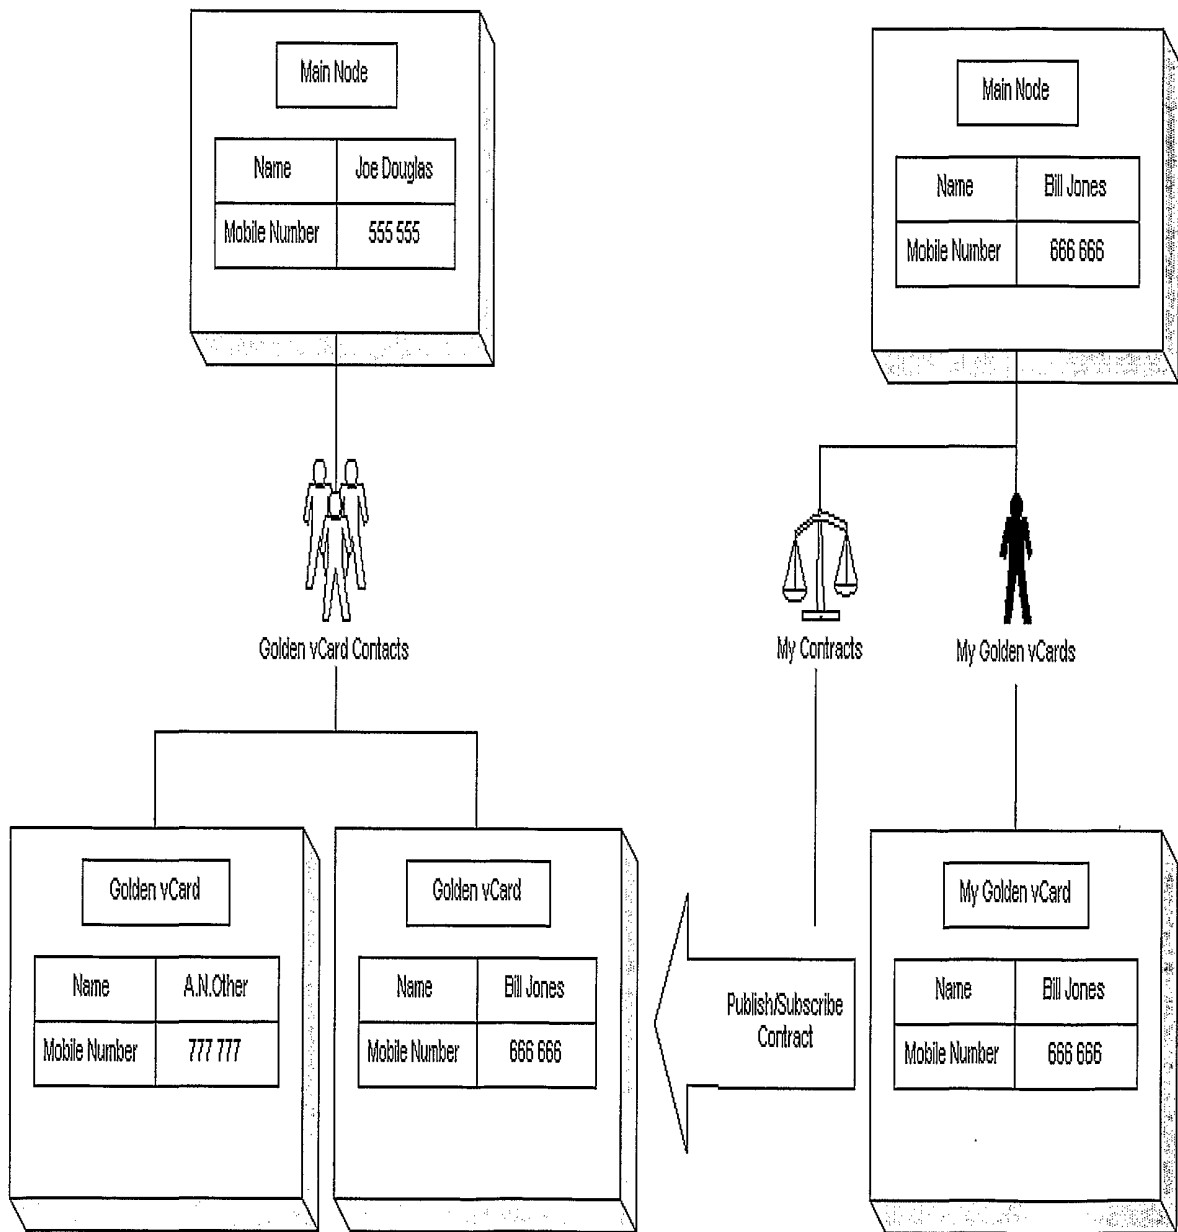 Main Node
Name Joe Douglas
Mobile Number 555 555
Main Node
Name Bill Jones
Mobile Number 666 666
Golden vCard Contacts
My Contracts
My Golden vCards
Golden vCard
Name A.N.Other
Mobile Number 777 777
Golden vCard
Name Bill Jones
Mobile Number 666 666
Publish/Subscribe
Contract
My Golden vCard
Name Bill Jones
Mobile Number 666 666